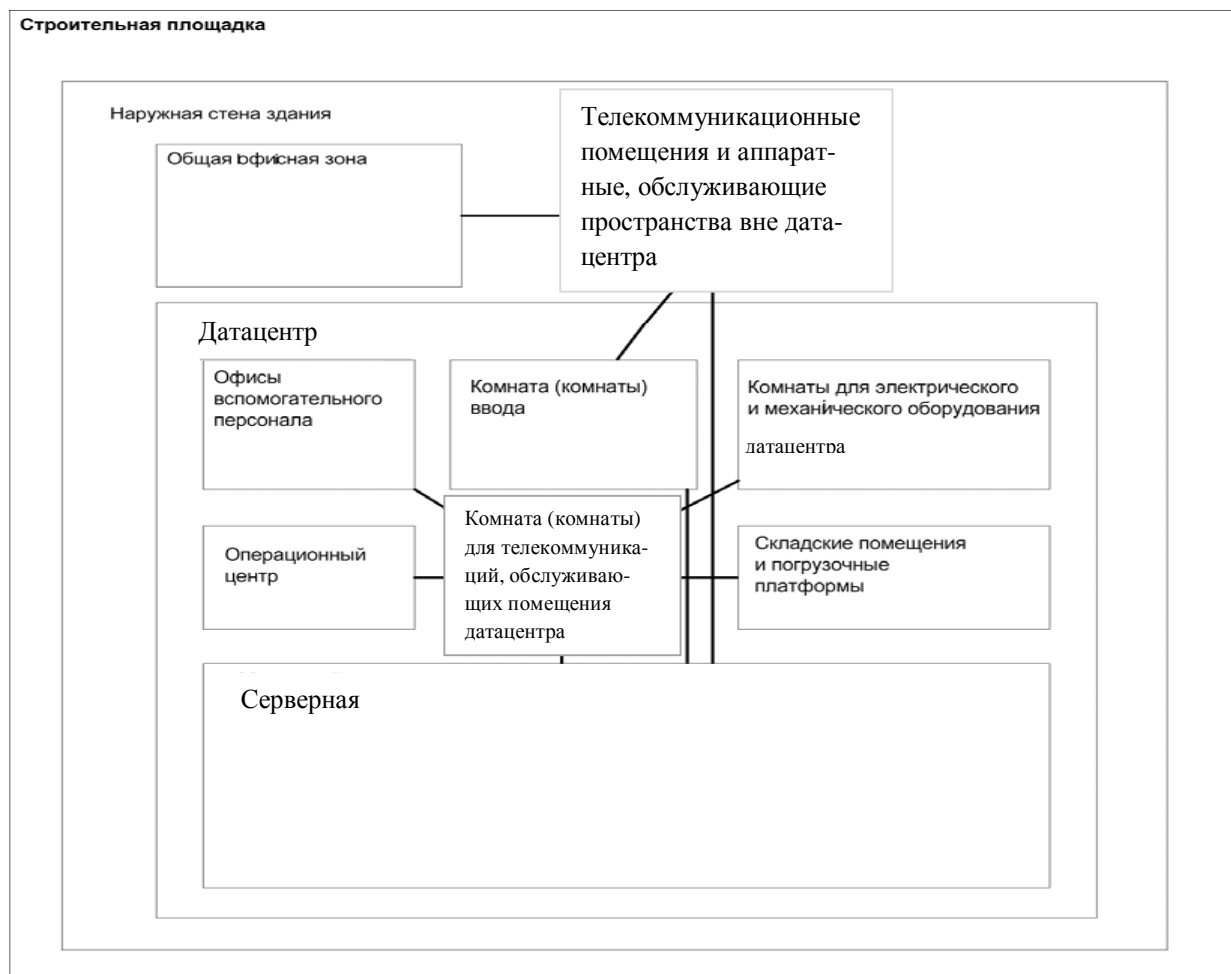 Строительная площадка
Наружная стена здания
Телекоммуникационные
помещения и аппарат-
ные, обслуживающие
пространства вне дата-
центра
Общая офисная зона
Датацентр
Офисы
вспомогательного
персонала
Комната (комнаты)
ввода
Комнаты для электрического
и механического оборудования
датацентра
Операционный
центр
Комната (комнаты)
для телекоммуника-
ций, обслуживаю-
щих помещения
датацентра
Складские помещения
и погрузочные
платформы
Серверная